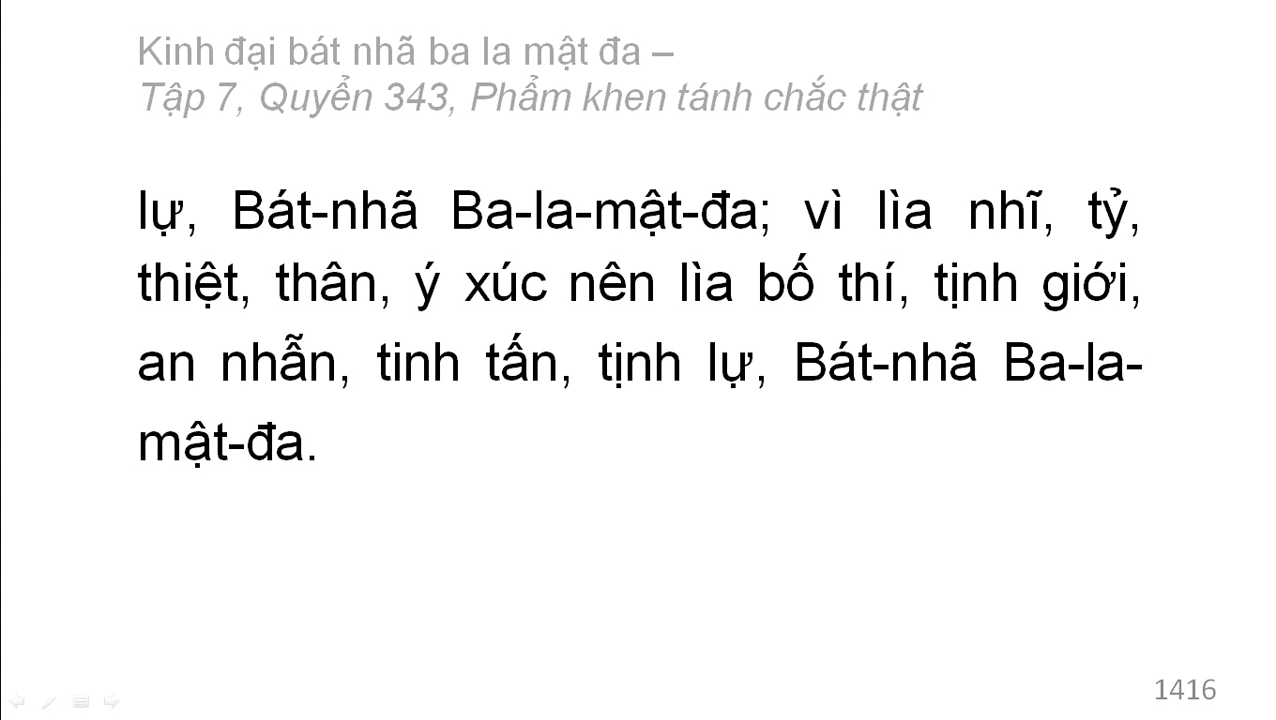 Kinh đại bát nhã ba la mật đa –
Tập 7, Quyển 343, Phẩm khen tánh chắc thật
lự, Bát-nhã Ba-la-mật-đa; vì lìa nhĩ, tỷ,
thiệt, thân, ý xúc nên lìa bố thí, tịnh giới,
an nhẫn, tinh tấn, tịnh lự, Bát-nhã Ba-la-
mật-đa.
1416